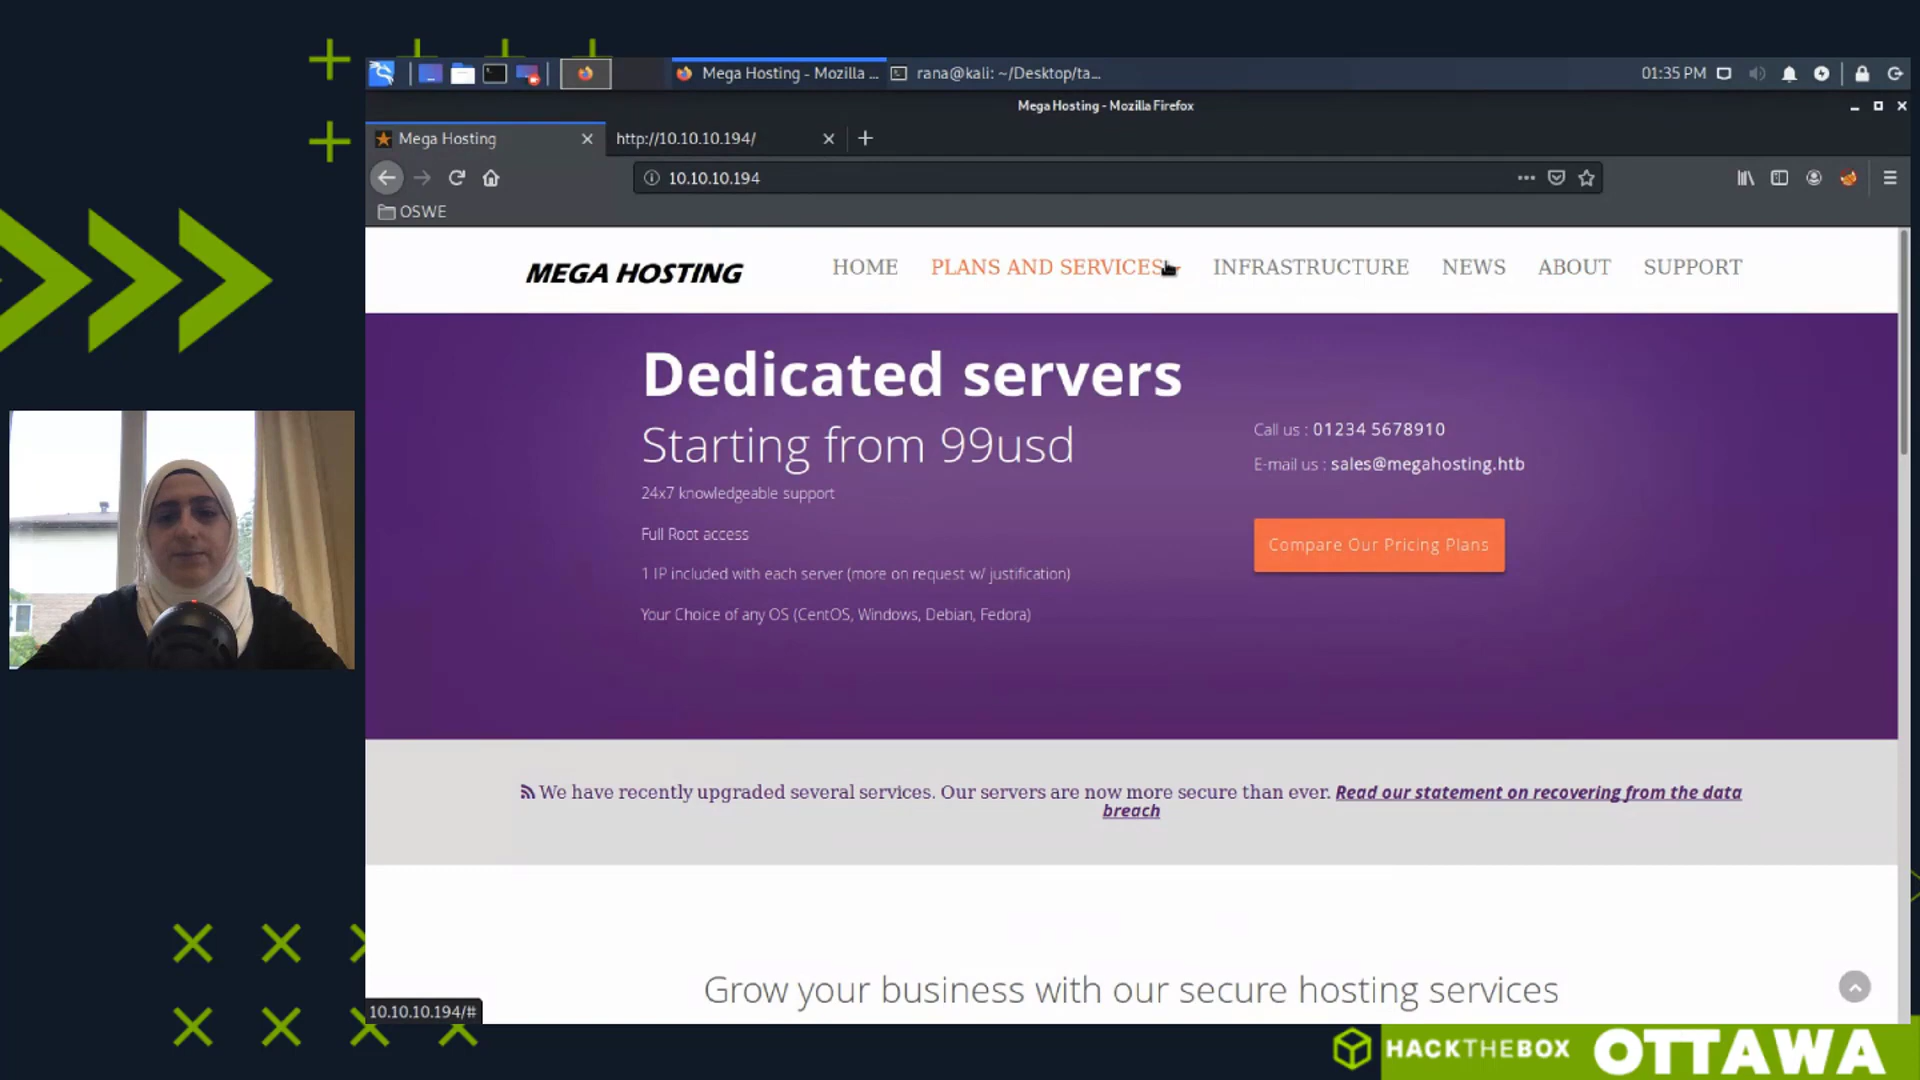 Mega Hosting - Mozilla ...
rana@kali: ~/Desktop/ta...
01:35 PM
Mega Hosting - Mozilla Firefox
Mega Hosting
http://10.10.10.194/
10.10.10.194
OSWE
MEGA HOSTING
HOME
PLANS AND SERVICES
INFRASTRUCTURE
NEWS
ABOUT
SUPPORT
Dedicated servers
Starting from 99usd
24x7 knowledgeable support
Full Root access
1 IP included with each server (more on request w/ justification)
Your Choice of any OS (CentOS, Windows, Debian, Fedora)
Call us : 01234 5678910
E-mail us : sales@megahosting.htb
Compare Our Pricing Plans
We have recently upgraded several services. Our servers are now more secure than ever. Read our statement on recovering from the data
breach
Grow your business with our secure hosting services
10.10.10.194/#
HACKTHEBOX OTTAWA